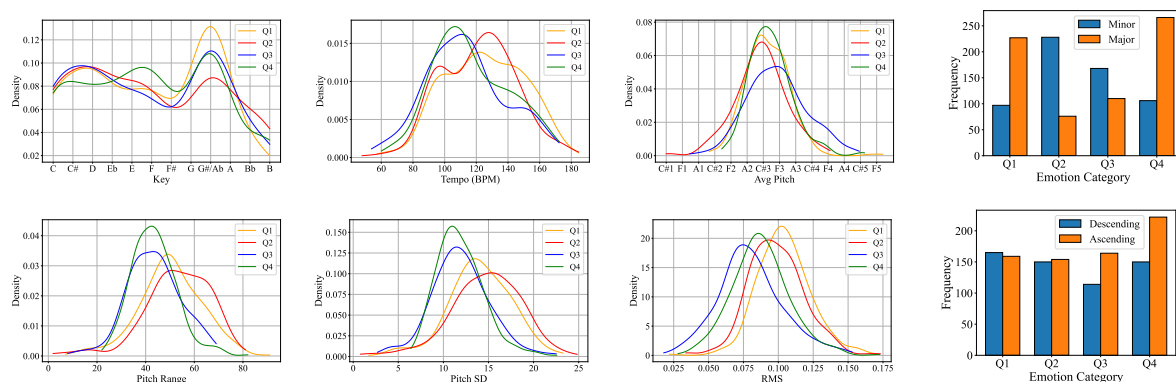 0.12
0.10
0.08
0.06
0.04
0.02
Density
C C# D Eb E F F# G G#/Ab A Bb B
Key
Q1
Q2
Q3
Q4
0.015
0.010
0.005
0.000
Density
60 80 100 120 140 160 180
Tempo (BPM)
Q1
Q2
Q3
Q4
0.08
0.06
0.04
0.02
0.00
Density
C#1 F1 A1 C#2 F2 A2 C#3 F3 A3 C#4 F4 A4 C#5 F5
Avg Pitch
Q1
Q2
Q3
Q4
250
200
150
100
50
0
Frequency
Q1 Q2 Q3 Q4
Emotion Category
Minor
Major
0.04
0.03
0.02
0.01
0.00
Density
0 20 40 60 80
Pitch Range
Q1
Q2
Q3
Q4
0.150
0.125
0.100
0.075
0.050
0.025
0.000
Density
0 5 10 15 20 25
Pitch SD
Q1
Q2
Q3
Q4
20
15
10
5
0
Density
0.025 0.050 0.075 0.100 0.125 0.150 0.175
RMS
Q1
Q2
Q3
Q4
200
150
100
50
0
Frequency
Q1 Q2 Q3 Q4
Emotion Category
Descending
Ascending